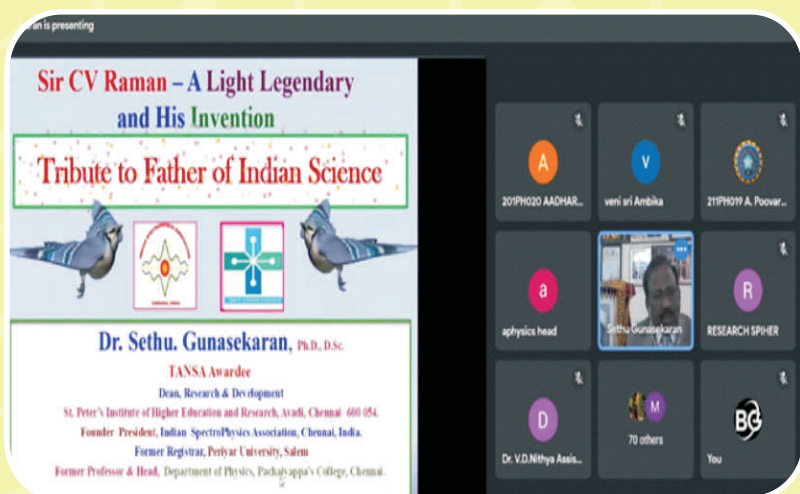 ran is presenting
Sir CV Raman – A Light Legendary
and His Invention
Tribute to Father of Indian Science
Dr. Sethu. Gunasekaran, Ph.D., D.Sc.
TANSA Awardee
Dean, Research & Development
St. Peter's Institute of Higher Education and Research, Avadi, Chennai 600 054.
Founder President, Indian SpectroPhysics Association, Chennai, India.
Former Registrar, Periyar University, Salem
Former Professor & Head, Department of Physics, Pachaiyappa's College, Chennai.
A
201PH020 AADHAR...
v
veni sri Ambika
211PH019 A. Poovar...
a
aphysics head
Sethu Gunasekaran
R
RESEARCH SPIHER
D
Dr. V.D.Nithya Assis...
M
70 others
BG
You